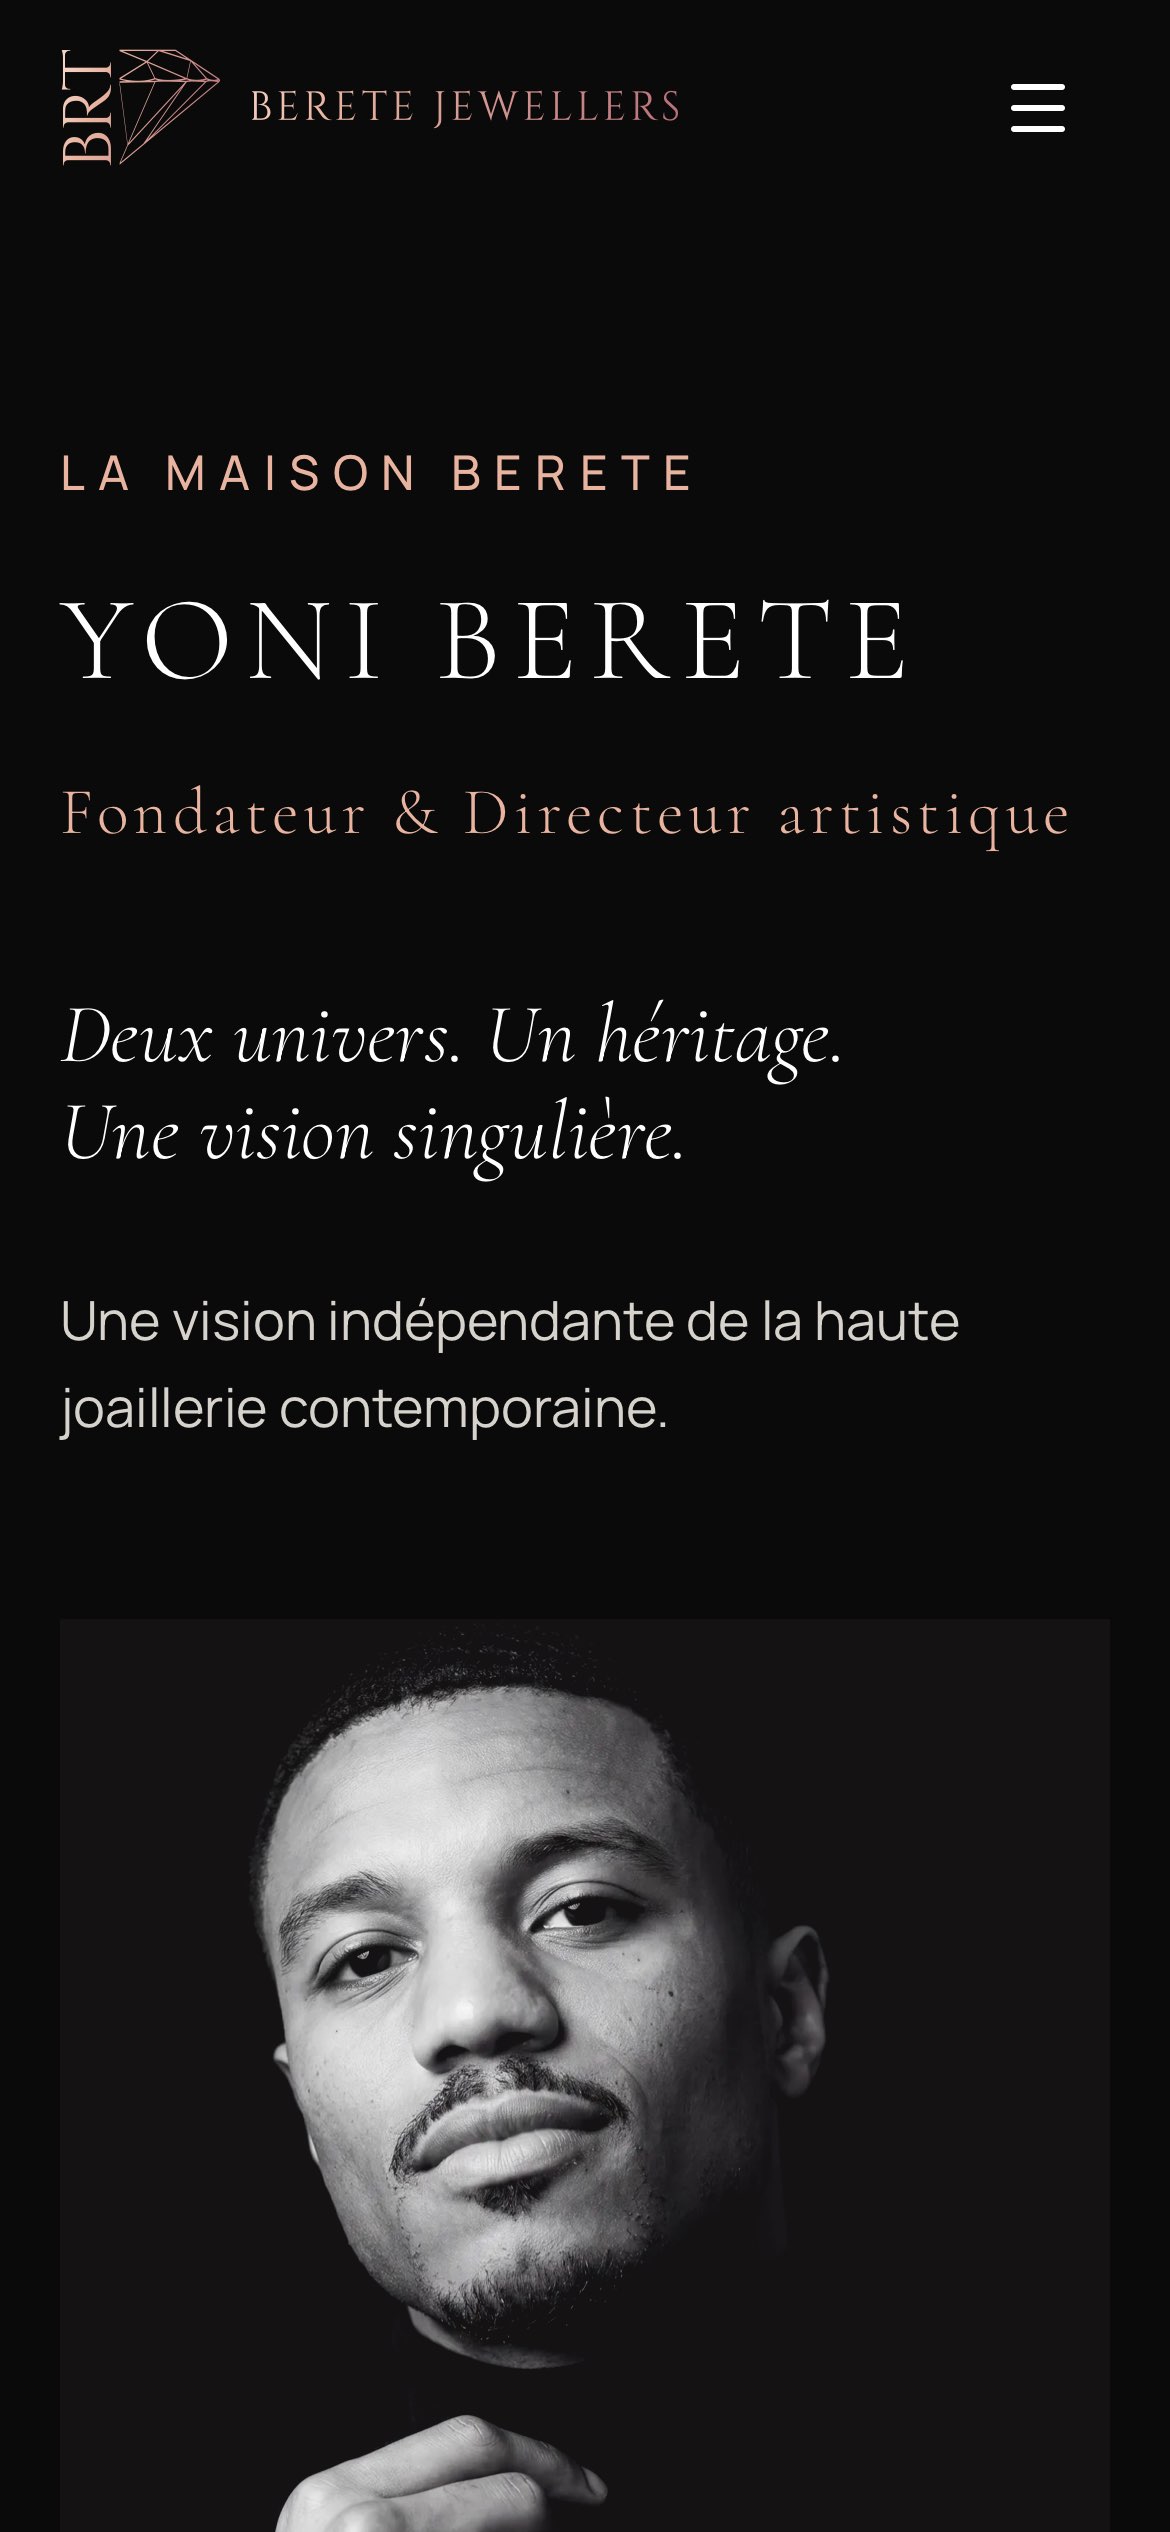 BRT
BERETE JEWELLERS
LA MAISON BERETE
YONI BERETE
Fondateur & Directeur artistique
Deux univers. Un héritage.
Une vision singulière.
Une vision indépendante de la haute
joaillerie contemporaine.